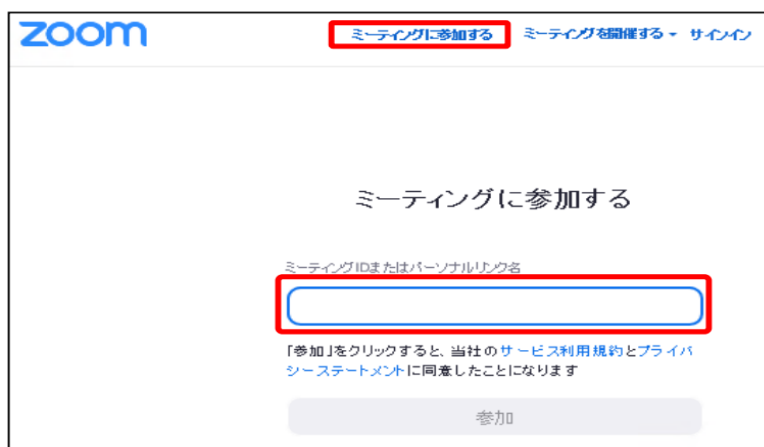 zoom ミーティングに参加する ミーティングを開催する サインイン
ミーティングに参加する
ミーティングIDまたはパーソナルリンク名
「参加」をクリックすると、当社のサービス利用規約とプライバ
シーステートメントに同意したことになります
参加